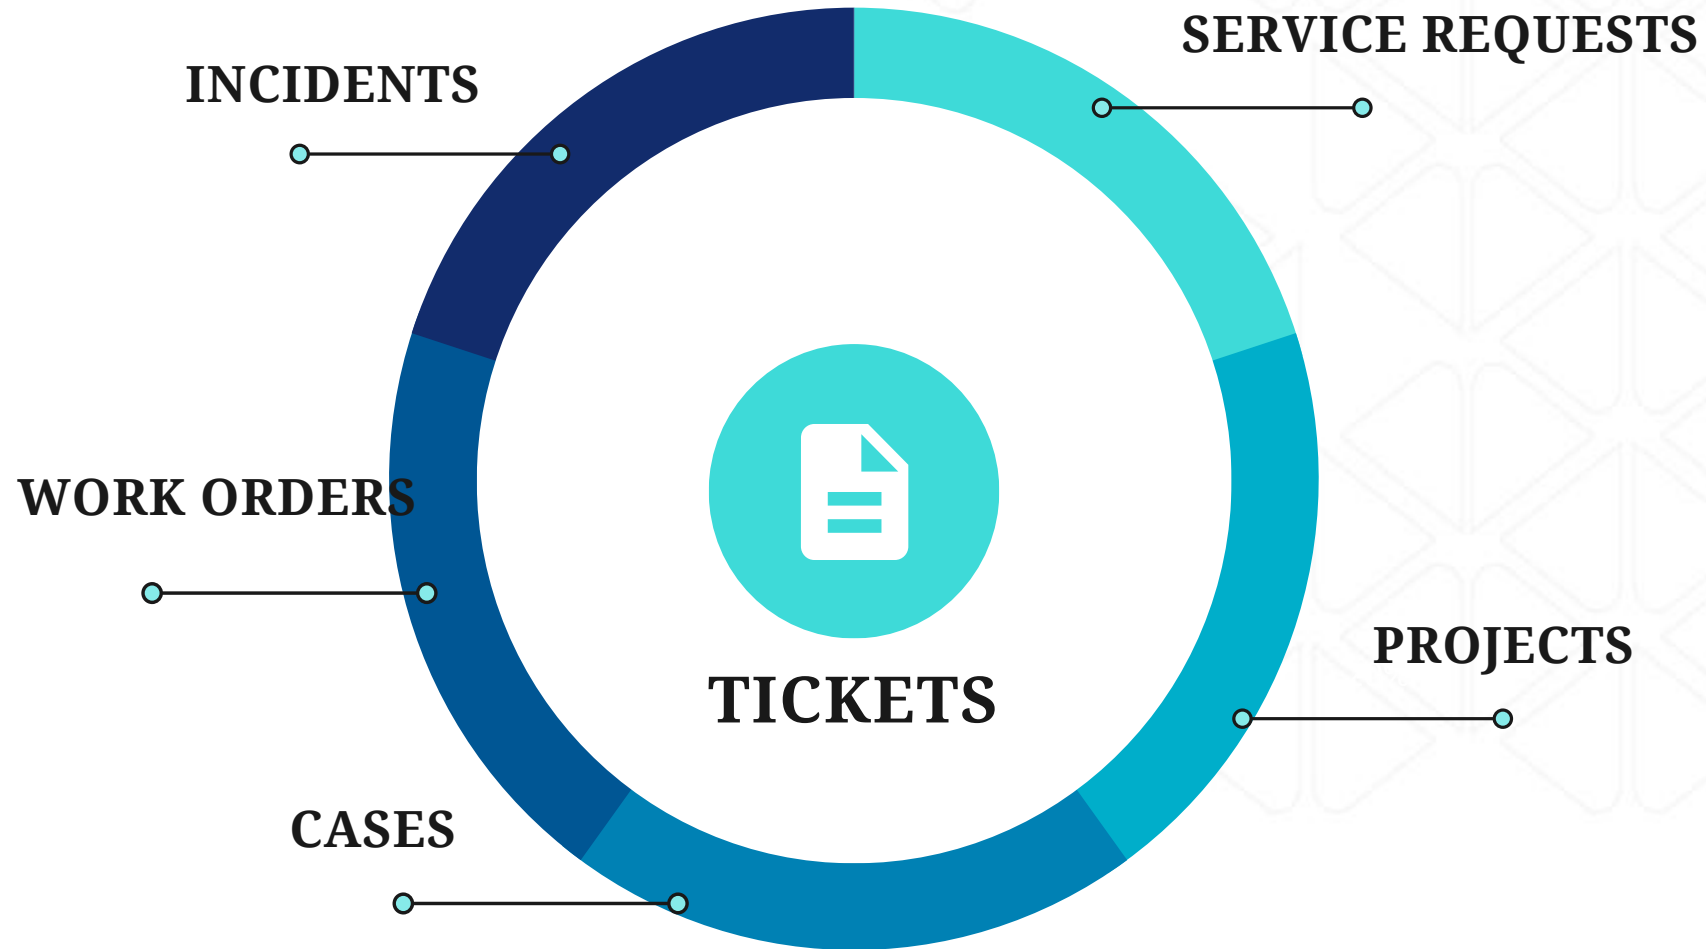 SERVICE REQUESTS
INCIDENTS
WORK ORDERS
PROJECTS
TICKETS
CASES